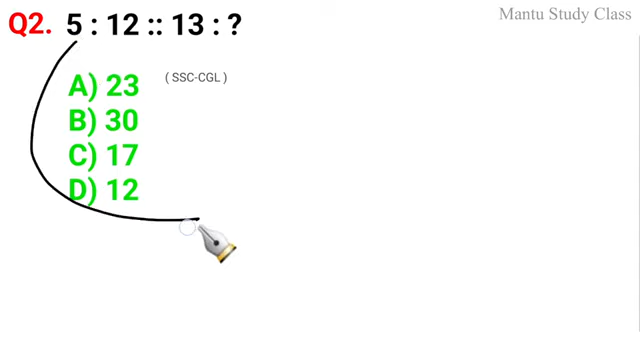 Mantu Study Class
Q2. 5 : 12 :: 13 : ?
A) 23 ( SSC-CGL )
B) 30
C) 17
D) 12